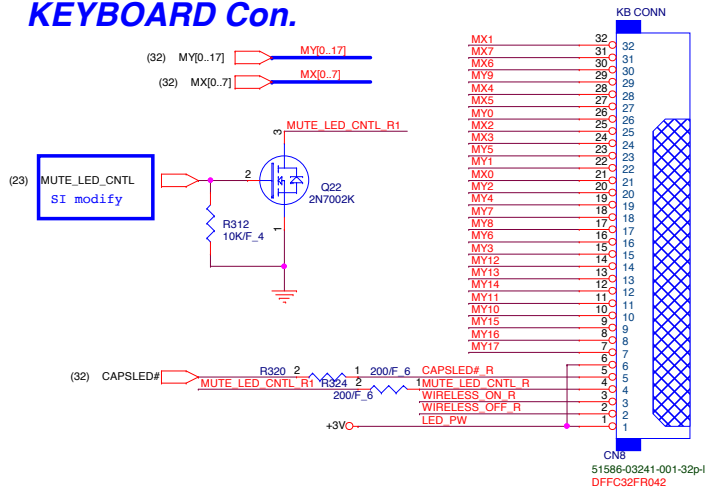 KEYBOARD Con.
KB CONN
(32) MY[0..17] MY[0..17]
(32) MX[0..7] MX[0..7]
MUTE_LED_CNTL_R1
3
(23) MUTE_LED_CNTL
SI modify
2
Q22
2N7002K
1
R312
10K/F_4
MX1 32 32
MX7 31 31
MX6 30 30
MY9 29 29
MX4 28 28
MX5 27 27
MY0 26 26
MX2 25 25
MX3 24 24
MY5 23 23
MY1 22 22
MX0 21 21
MY2 20 20
MY4 19 19
MY7 18 18
MY8 17 17
MY6 16 16
MY3 15 15
MY12 14 14
MY13 13 13
MY14 12 12
MY11 11 11
MY10 10 10
MY15 9 9
MY16 8 8
MY17 7 7
6 6
(32) CAPSLED# R320 2 1 200/F_6 CAPSLED#_R 5 5
MUTE_LED_CNTL_R1 R324 2 1 MUTE_LED_CNTL_R 4 4
200/F_6
WIRELESS_ON_R 3 3
WIRELESS_OFF_R 2 2
+3V LED_PW 1 1
CN8
51586-03241-001-32p-l
DFFC32FR042